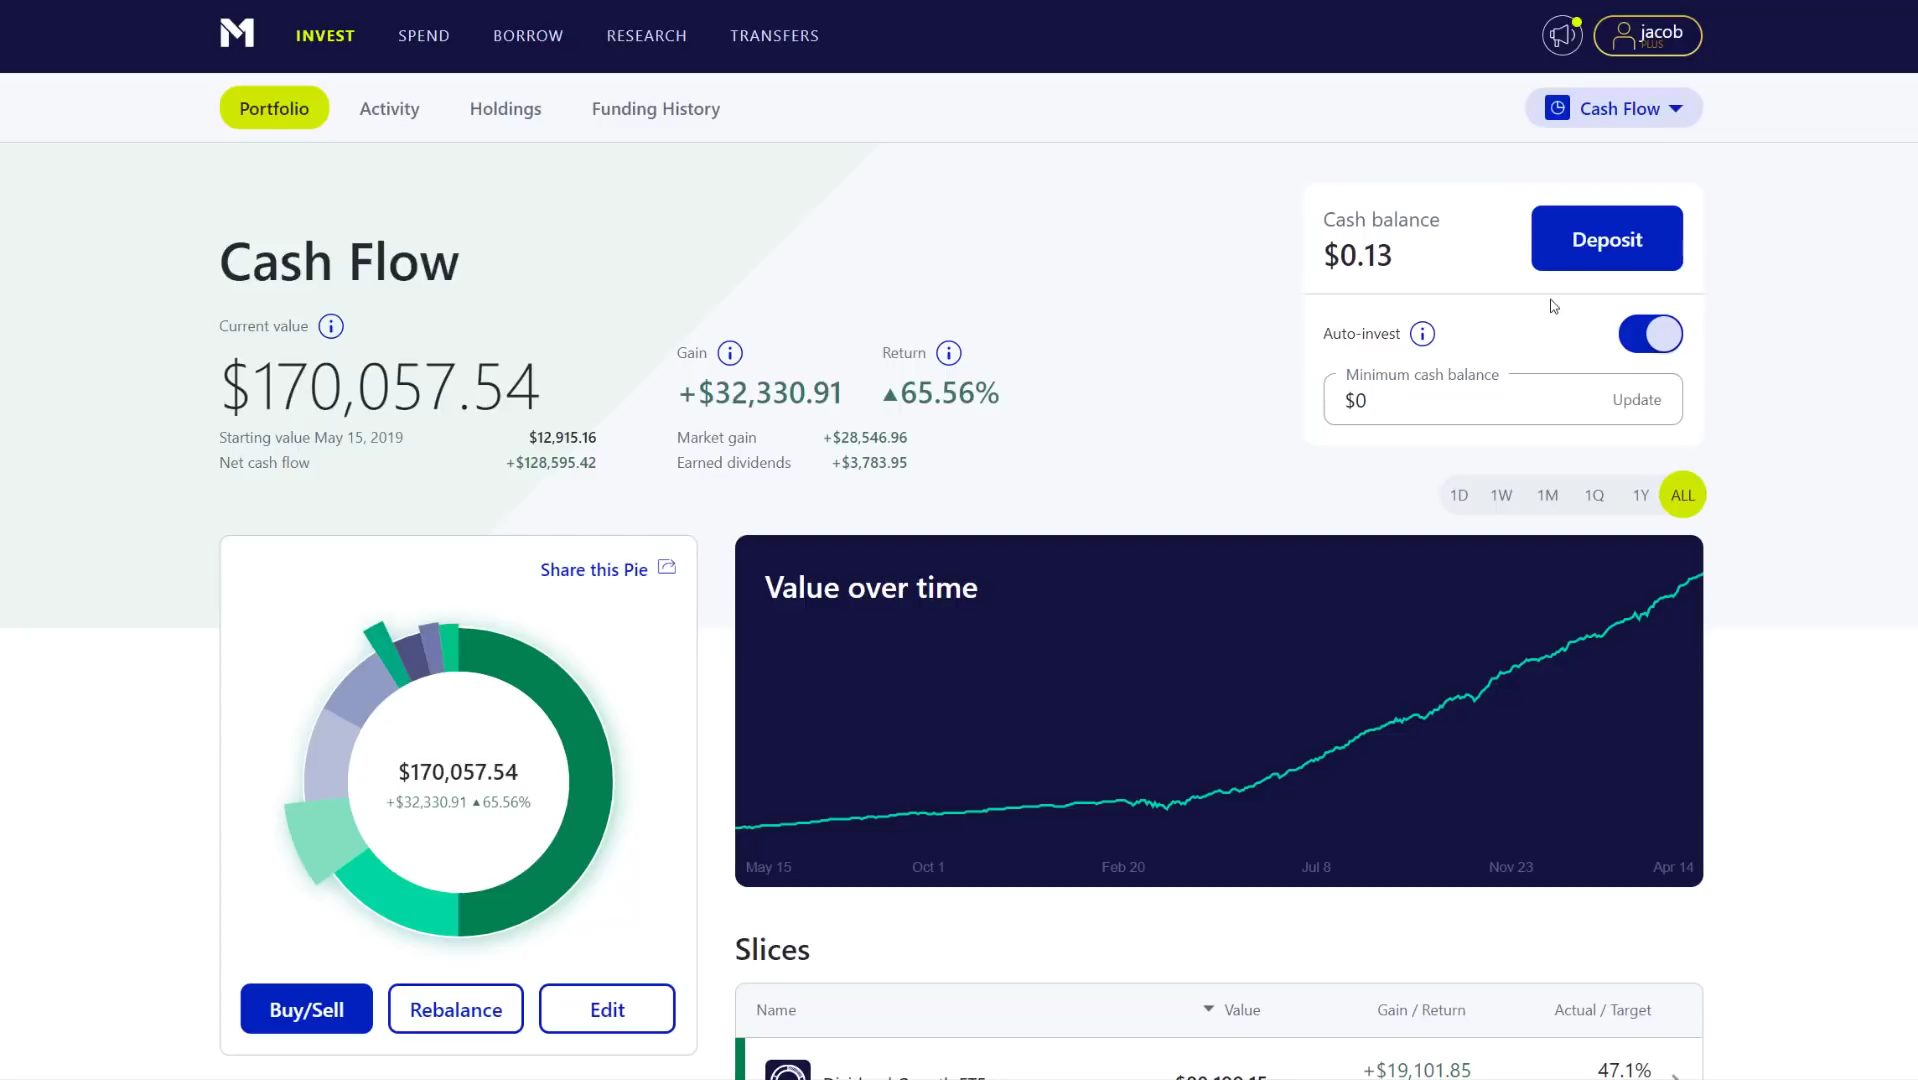 M INVEST SPEND BORROW RESEARCH TRANSFERS jacob
PLUS
Portfolio Activity Holdings Funding History Cash Flow
Cash balance
$0.13
Deposit
Cash Flow
Current value
$170,057.54
Starting value May 15, 2019 $12,915.16
Net cash flow +$128,595.42
Gain
+$32,330.91
Return
▲65.56%
Market gain +$28,546.96
Earned dividends +$3,783.95
Auto-invest
Minimum cash balance
$0 Update
1D 1W 1M 1Q 1Y ALL
Share this Pie
$170,057.54
+$32,330.91 ▲65.56%
Buy/Sell Rebalance Edit
Value over time
May 15 Oct 1 Feb 20 Jul 8 Nov 23 Apr 14
Slices
Name Value Gain / Return Actual / Target
+$19,101.85 47.1%